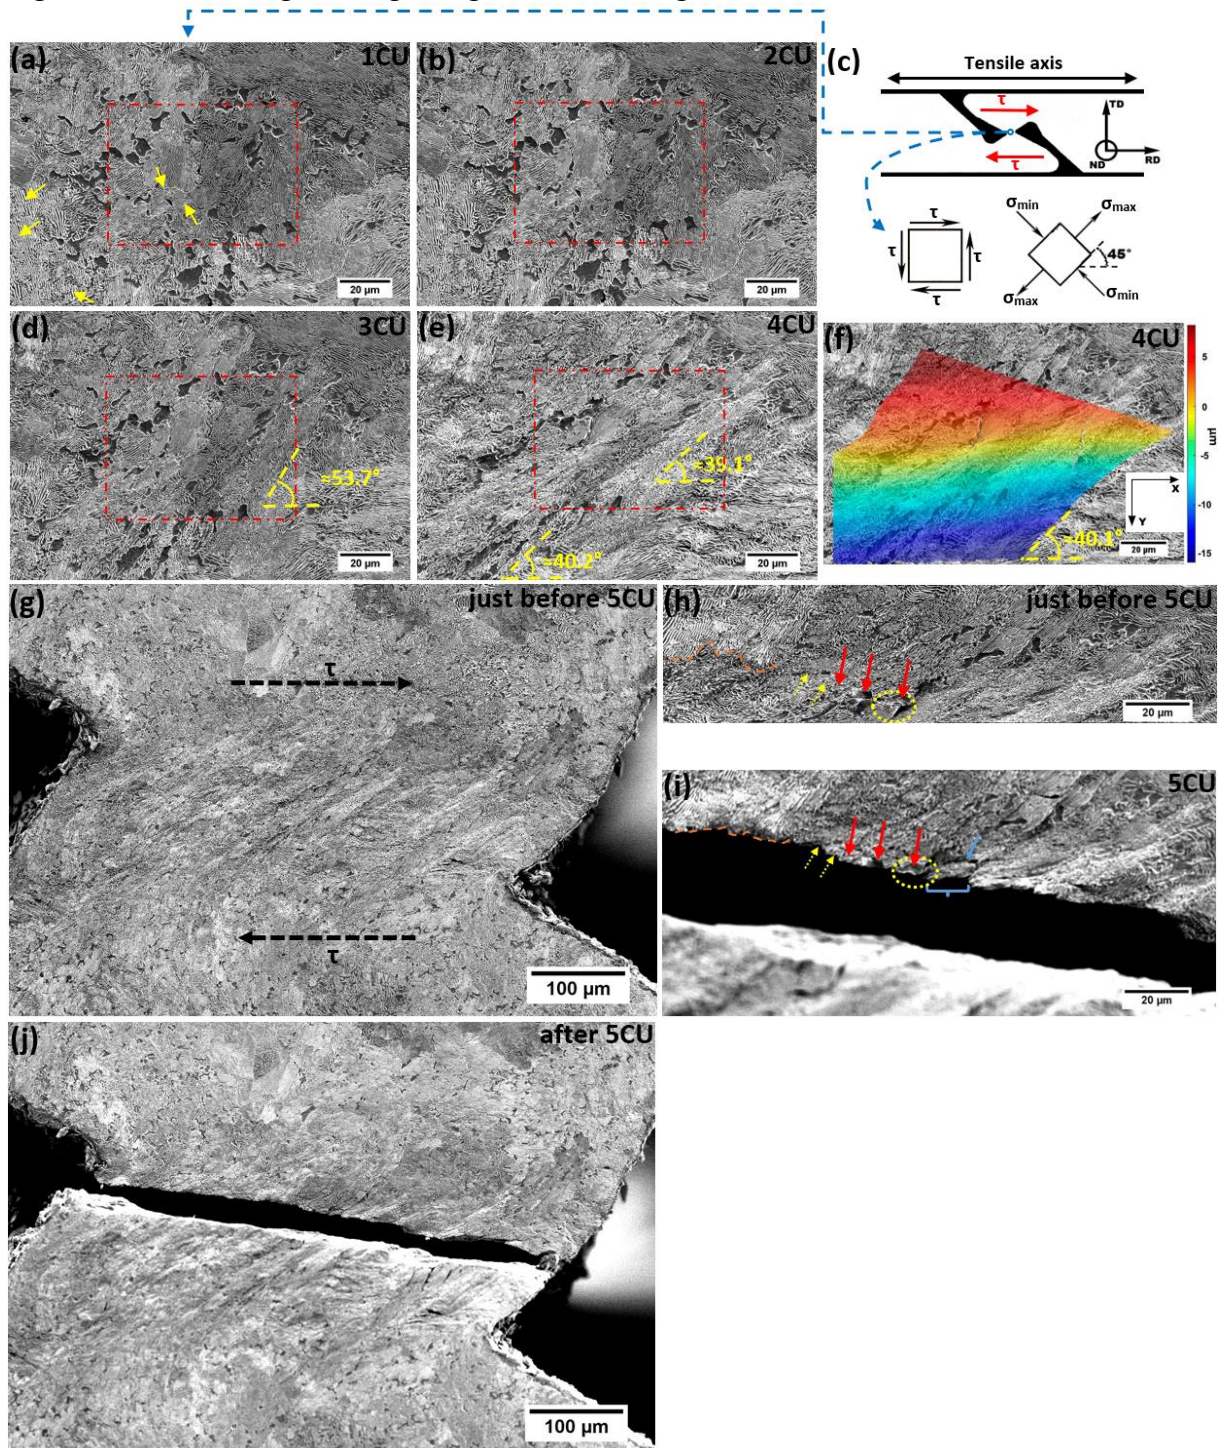 (a)
1CU
20 µm
(b)
2CU
20 µm
(c)
Tensile axis
τ
τ
TD
ND
RD
τ
τ
τ
τ
σmin
σmax
45°
σmax
σmin
(d)
3CU
≈53.7°
20 µm
(e)
4CU
≈39.1°
≈40.2°
20 µm
(f)
4CU
5
0
-5
-10
-15
µm
X
Y
≈40.1°
20 µm
(g)
just before 5CU
τ
τ
100 µm
(h)
just before 5CU
20 µm
(i)
5CU
20 µm
(j)
after 5CU
100 µm